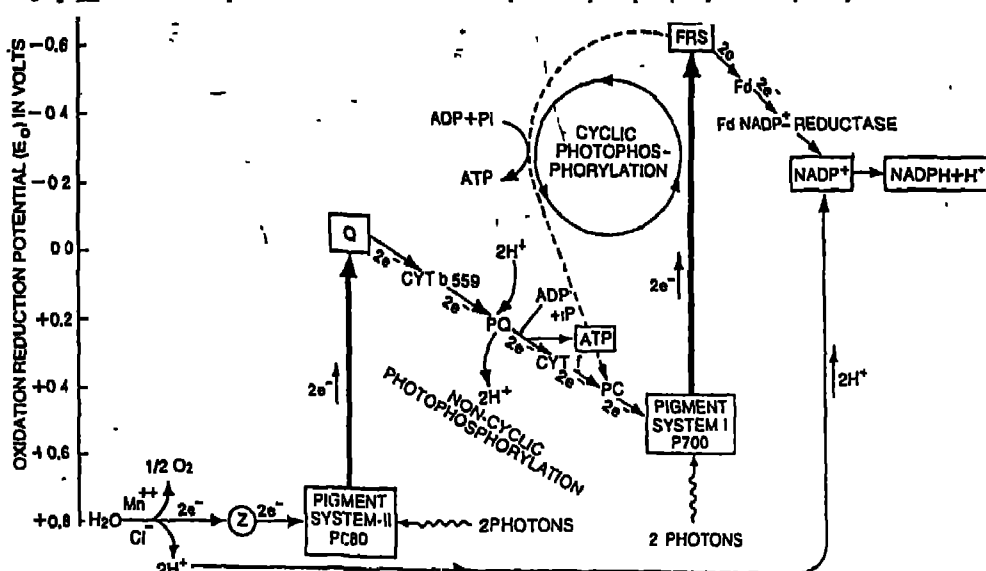 OXIDATION REDUCTION POTENTIAL (E₀) IN VOLTS
-0.6
-0.4
-0.2
0.0
+0.2
+0.4
+0.6
+0,8
FRS
2e⁻
Fd
2e⁻
Fd NADP⁺ REDUCTASE
NADP⁺
NADPH+H⁺
ADP+Pi
ATP
CYCLIC
PHOTOPHOS-
PHORYLATION
Q
2e⁻
CYT b 559
2e⁻
2H⁺
PQ
ADP
+iP
ATP
2e⁻
CYT f
2e⁻
PC
2e⁻
2H⁺
2e⁻
2e⁻
2H⁺
NON-CYCLIC
PHOTOPHOSPHORYLATION
PIGMENT
SYSTEM I
P700
2 PHOTONS
1/2 O₂
Mn⁺⁺
H₂O
Cl⁻
2e⁻
Z
2e⁻
PIGMENT
SYSTEM-II
PC80
2PHOTONS
2H⁺